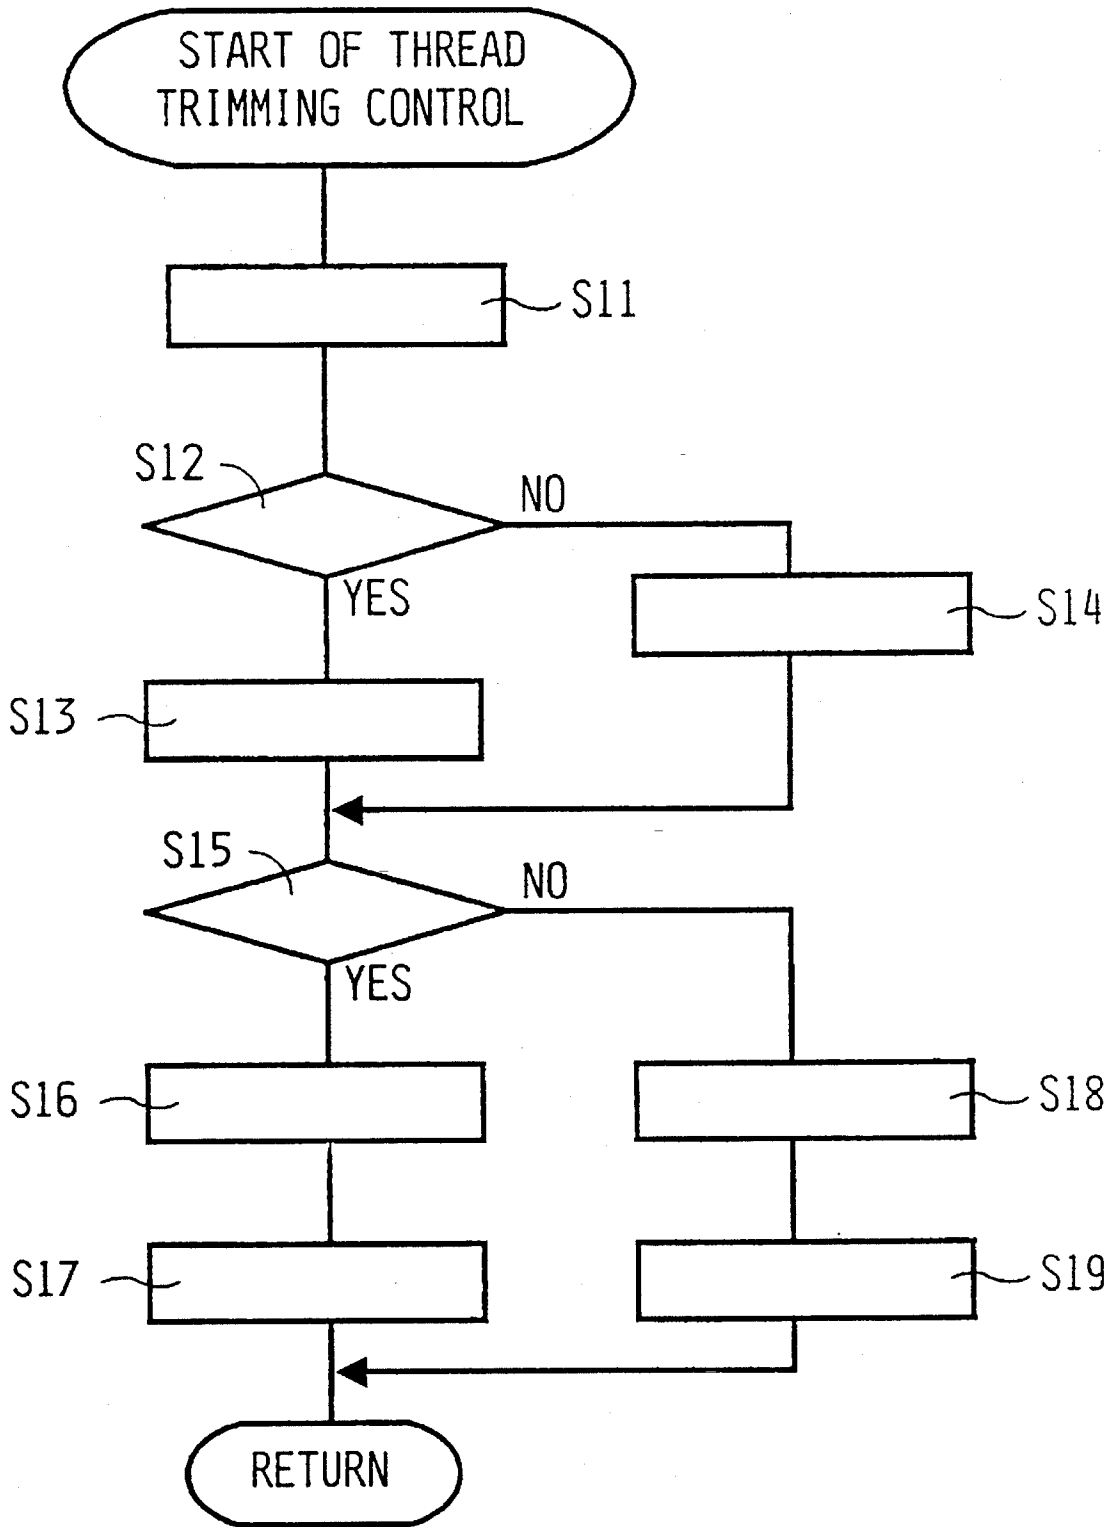 START OF THREAD
TRIMMING CONTROL
S11
S12
NO
YES
S14
S13
S15
NO
YES
S16
S18
S17
S19
RETURN